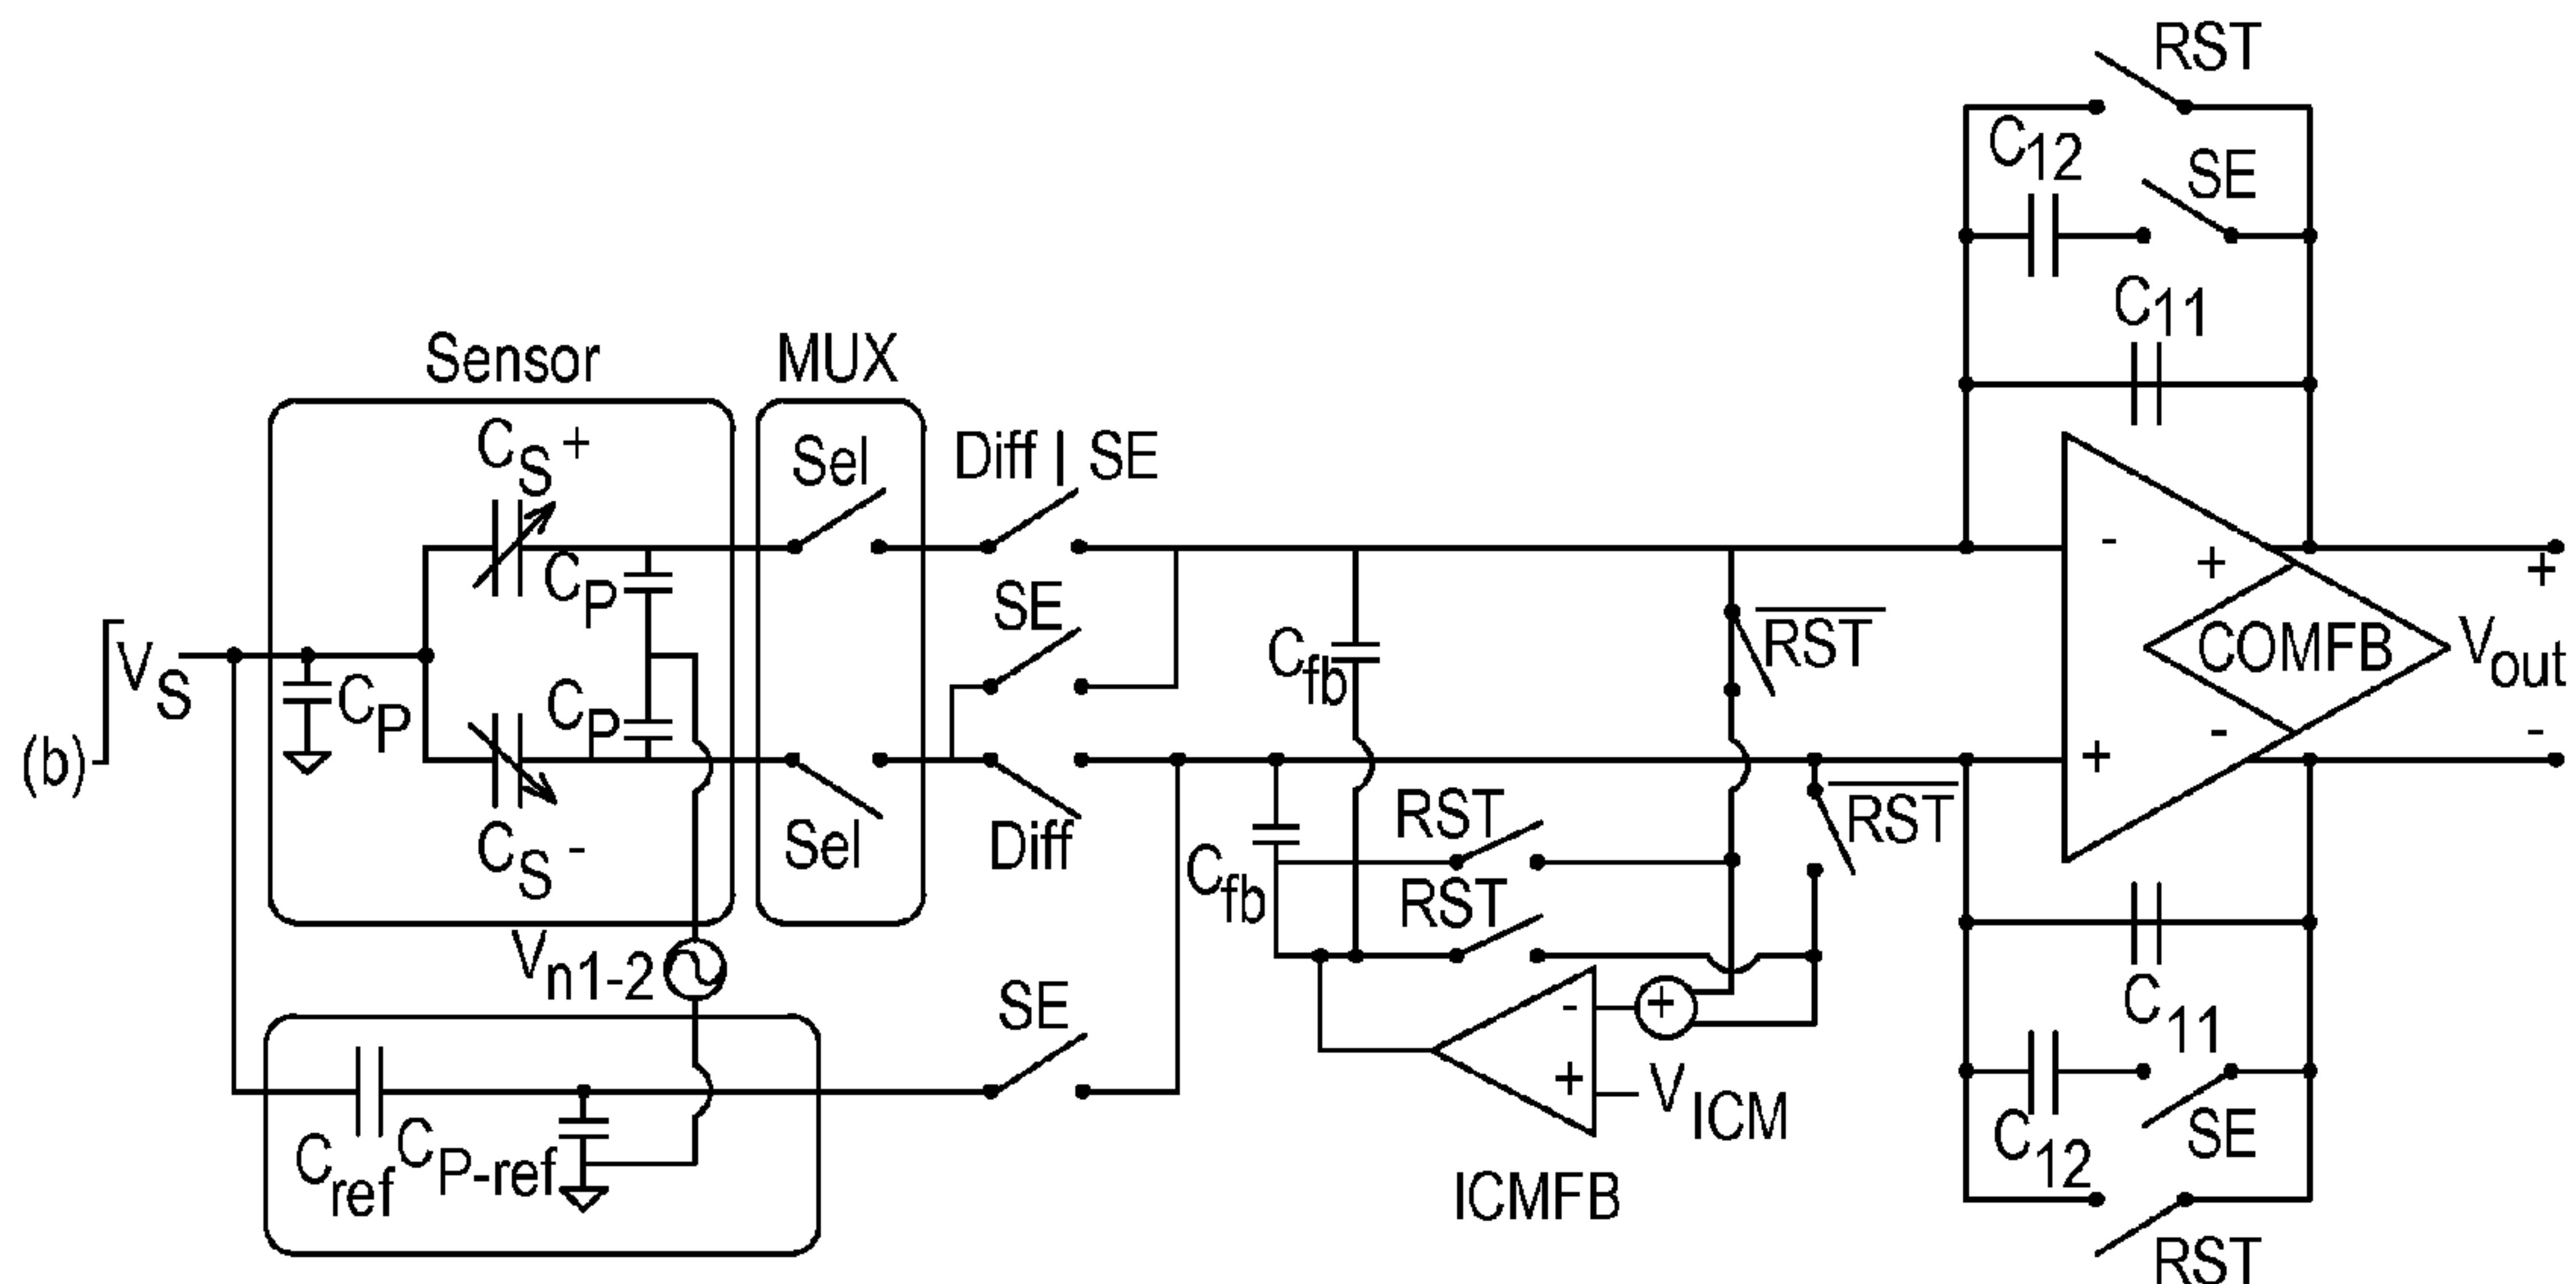 RST
C12
SE
C11
Sensor
MUX
CS+
Sel
Diff | SE
CP
SE
Cfb
RST
- +
+
VS
CP
CP
COMFB
Vout
+ -
-
(b)
CS -
Sel
Diff
RST
Cfb
RST
RST
Vn1-2
SE
- +
C11
+ VICM
Cref
CP-ref
ICMFB
C12
SE
RST